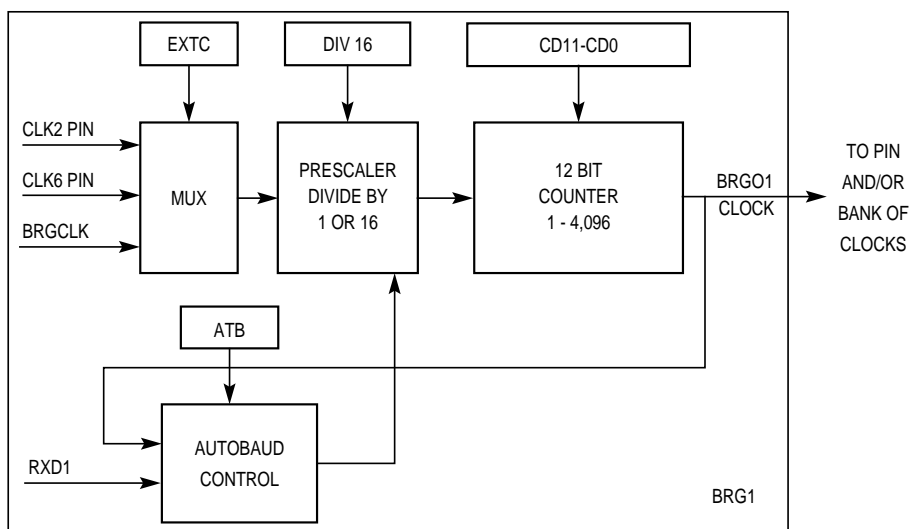 EXTC
DIV 16
CD11-CD0
CLK2 PIN
CLK6 PIN
BRGCLK
MUX
PRESCALER
DIVIDE BY
1 OR 16
12 BIT
COUNTER
1 - 4,096
BRGO1
CLOCK
TO PIN
AND/OR
BANK OF
CLOCKS
ATB
RXD1
AUTOBAUD
CONTROL
BRG1